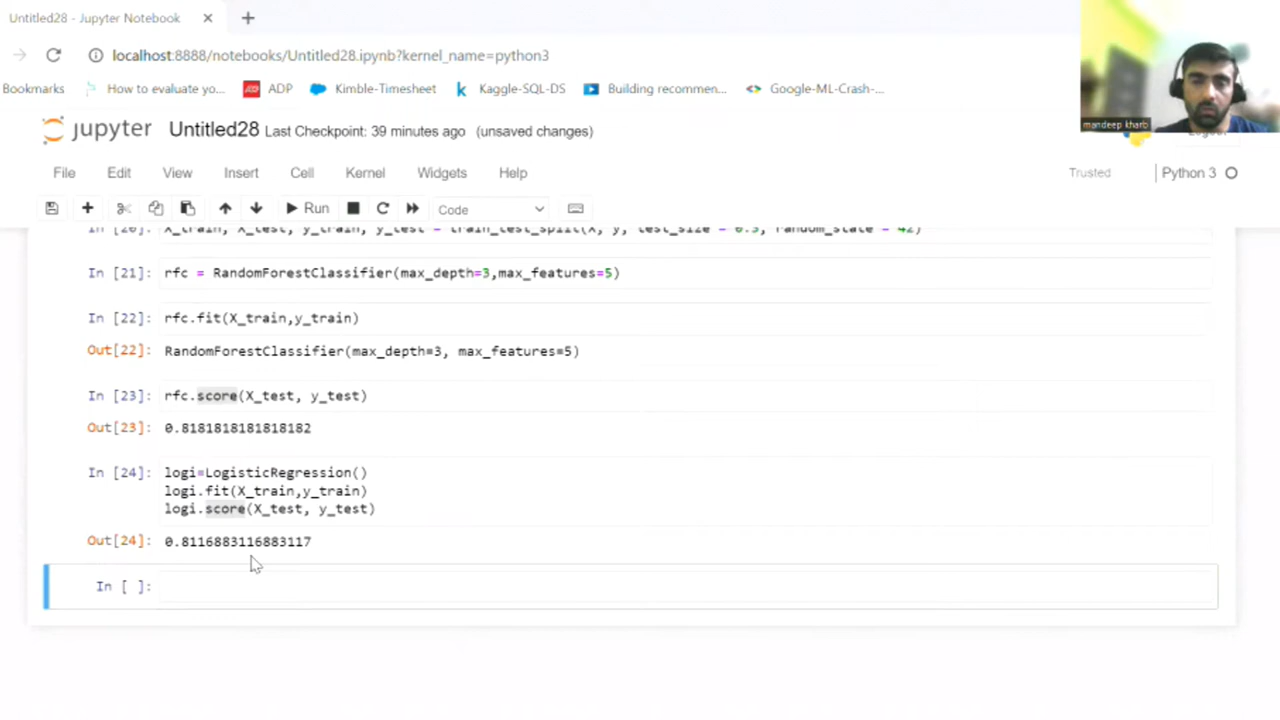 Untitled28 - Jupyter Notebook
localhost:8888/notebooks/Untitled28.ipynb?kernel_name=python3
Bookmarks How to evaluate yo... ADP Kimble-Timesheet Kaggle-SQL-DS Building recommen... Google-ML-Crash-...
mandeep kharb
jupyter Untitled28 Last Checkpoint: 39 minutes ago (unsaved changes)
Logout
File Edit View Insert Cell Kernel Widgets Help Trusted Python 3
Run Code
In [20]: X_train, X_test, y_train, y_test = train_test_split(X, y, test_size = 0.3, random_state = 42)
In [21]: rfc = RandomForestClassifier(max_depth=3,max_features=5)
In [22]: rfc.fit(X_train,y_train)
Out[22]: RandomForestClassifier(max_depth=3, max_features=5)
In [23]: rfc.score(X_test, y_test)
Out[23]: 0.8181818181818182
In [24]: logi=LogisticRegression()
logi.fit(X_train,y_train)
logi.score(X_test, y_test)
Out[24]: 0.8116883116883117
In [ ]: